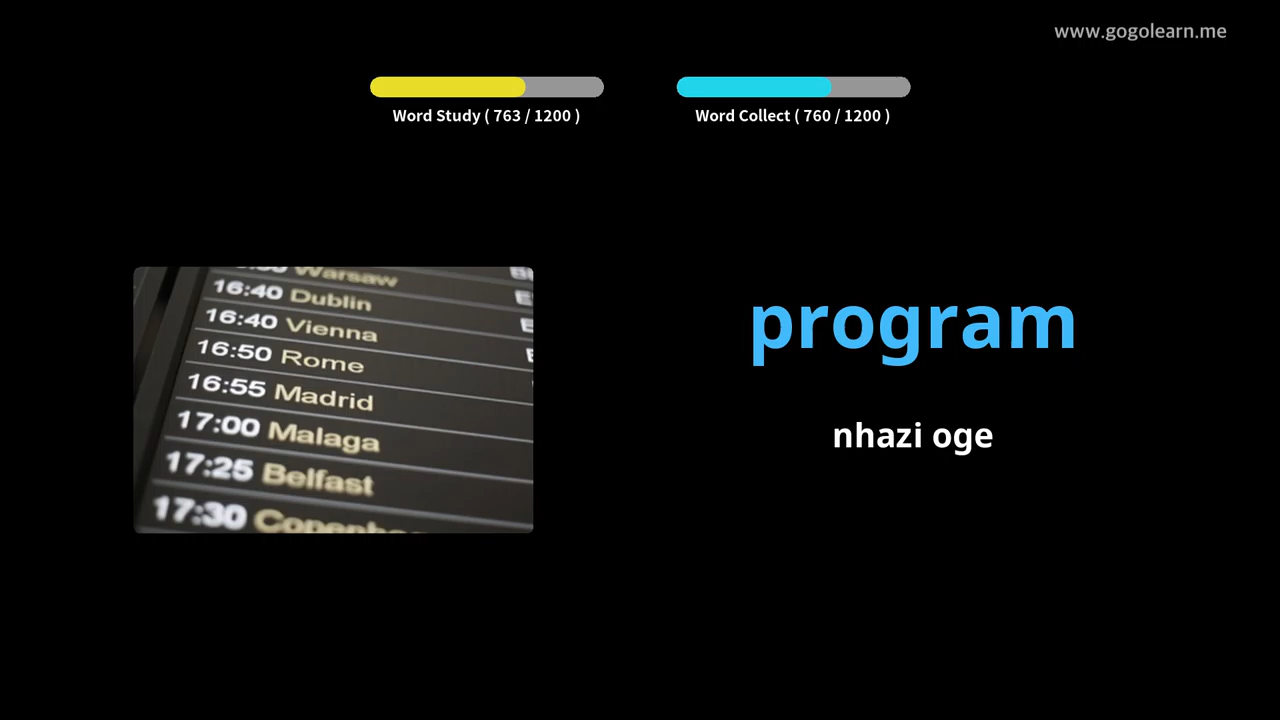 www.gogolearn.me
Word Study ( 763 / 1200 )
Word Collect ( 760 / 1200 )
Warsaw
16:40 Dublin
16:40 Vienna
16:50 Rome
16:55 Madrid
17:00 Malaga
17:25 Belfast
17:30
program
nhazi oge